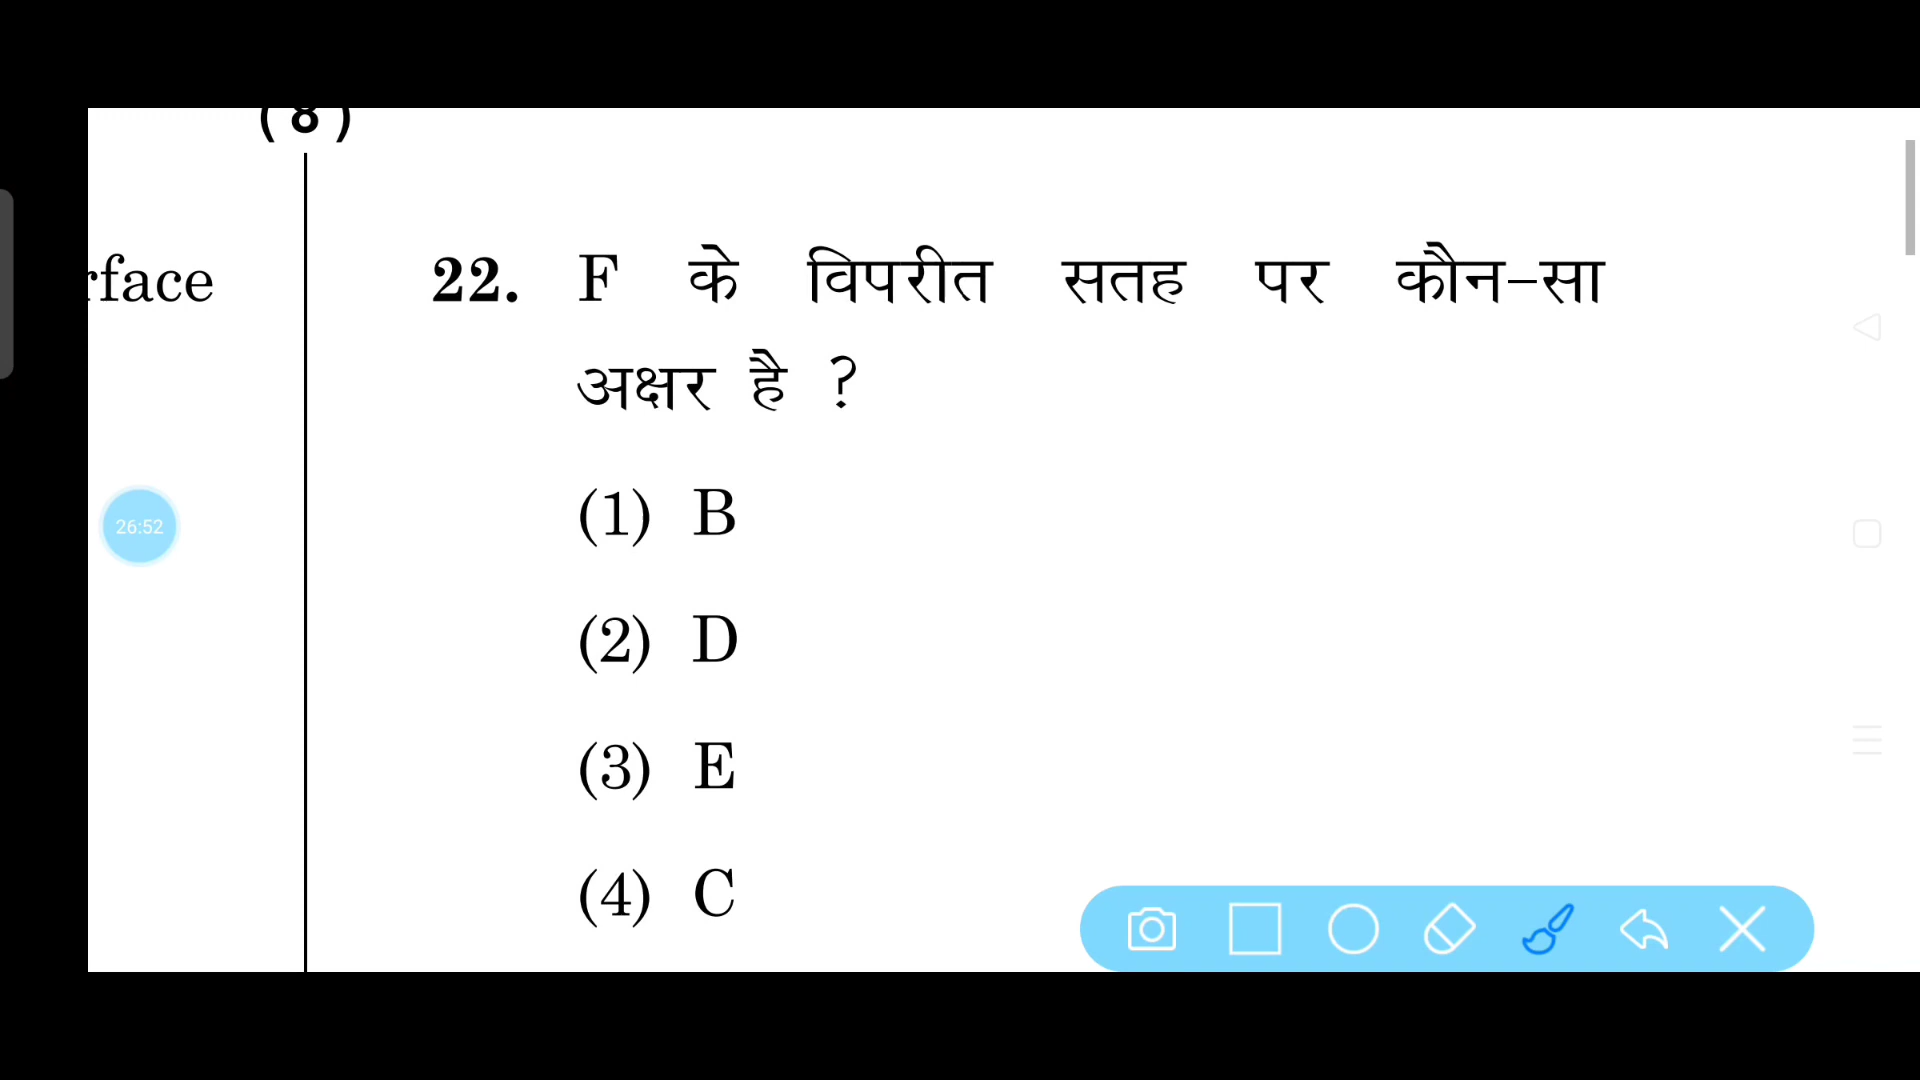 (8)
rface
22. F के विपरीत सतह पर कौन-सा
अक्षर है ?
(1) B
(2) D
(3) E
(4) C
26:52